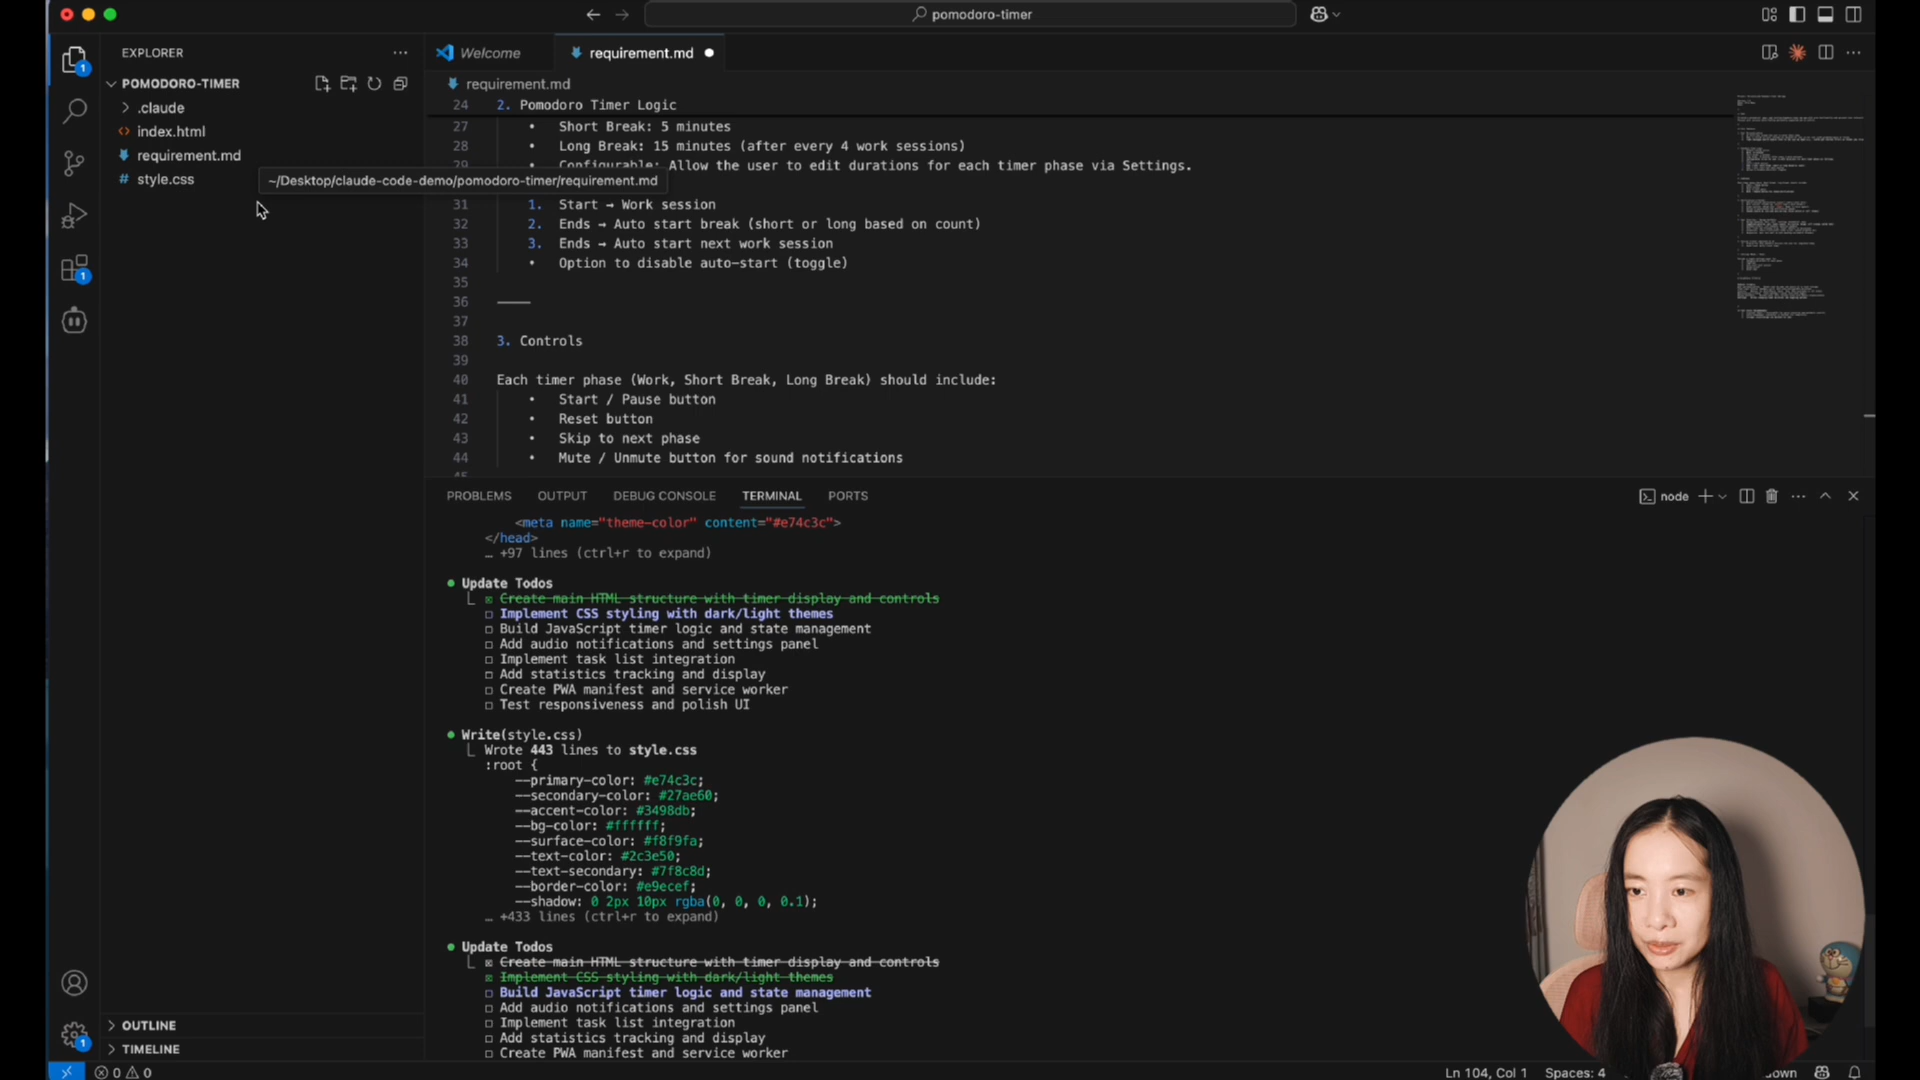 pomodoro-timer
EXPLORER
POMODORO-TIMER
.claude
index.html
requirement.md
style.css
~/Desktop/claude-code-demo/pomodoro-timer/requirement.md
1
1
1
OUTLINE
TIMELINE
Welcome
requirement.md
requirement.md
24 2. Pomodoro Timer Logic
27 • Short Break: 5 minutes
28 • Long Break: 15 minutes (after every 4 work sessions)
29 • Configurable: Allow the user to edit durations for each timer phase via Settings.
31 1. Start → Work session
32 2. Ends → Auto start break (short or long based on count)
33 3. Ends → Auto start next work session
34 • Option to disable auto-start (toggle)
35
36 ⸻
37
38 3. Controls
39
40 Each timer phase (Work, Short Break, Long Break) should include:
41 • Start / Pause button
42 • Reset button
43 • Skip to next phase
44 • Mute / Unmute button for sound notifications
45
PROBLEMS OUTPUT DEBUG CONSOLE TERMINAL PORTS
node
<meta name="theme-color" content="#e74c3c">
</head>
… +97 lines (ctrl+r to expand)
● Update Todos
⎿ ☒ Create main HTML structure with timer display and controls
☐ Implement CSS styling with dark/light themes
☐ Build JavaScript timer logic and state management
☐ Add audio notifications and settings panel
☐ Implement task list integration
☐ Add statistics tracking and display
☐ Create PWA manifest and service worker
☐ Test responsiveness and polish UI
● Write(style.css)
⎿ Wrote 443 lines to style.css
:root {
--primary-color: #e74c3c;
--secondary-color: #27ae60;
--accent-color: #3498db;
--bg-color: #ffffff;
--surface-color: #f8f9fa;
--text-color: #2c3e50;
--text-secondary: #7f8c8d;
--border-color: #e9ecef;
--shadow: 0 2px 10px rgba(0, 0, 0, 0.1);
… +433 lines (ctrl+r to expand)
● Update Todos
⎿ ☒ Create main HTML structure with timer display and controls
☒ Implement CSS styling with dark/light themes
☐ Build JavaScript timer logic and state management
☐ Add audio notifications and settings panel
☐ Implement task list integration
☐ Add statistics tracking and display
☐ Create PWA manifest and service worker
0 0
Ln 104, Col 1 Spaces: 4